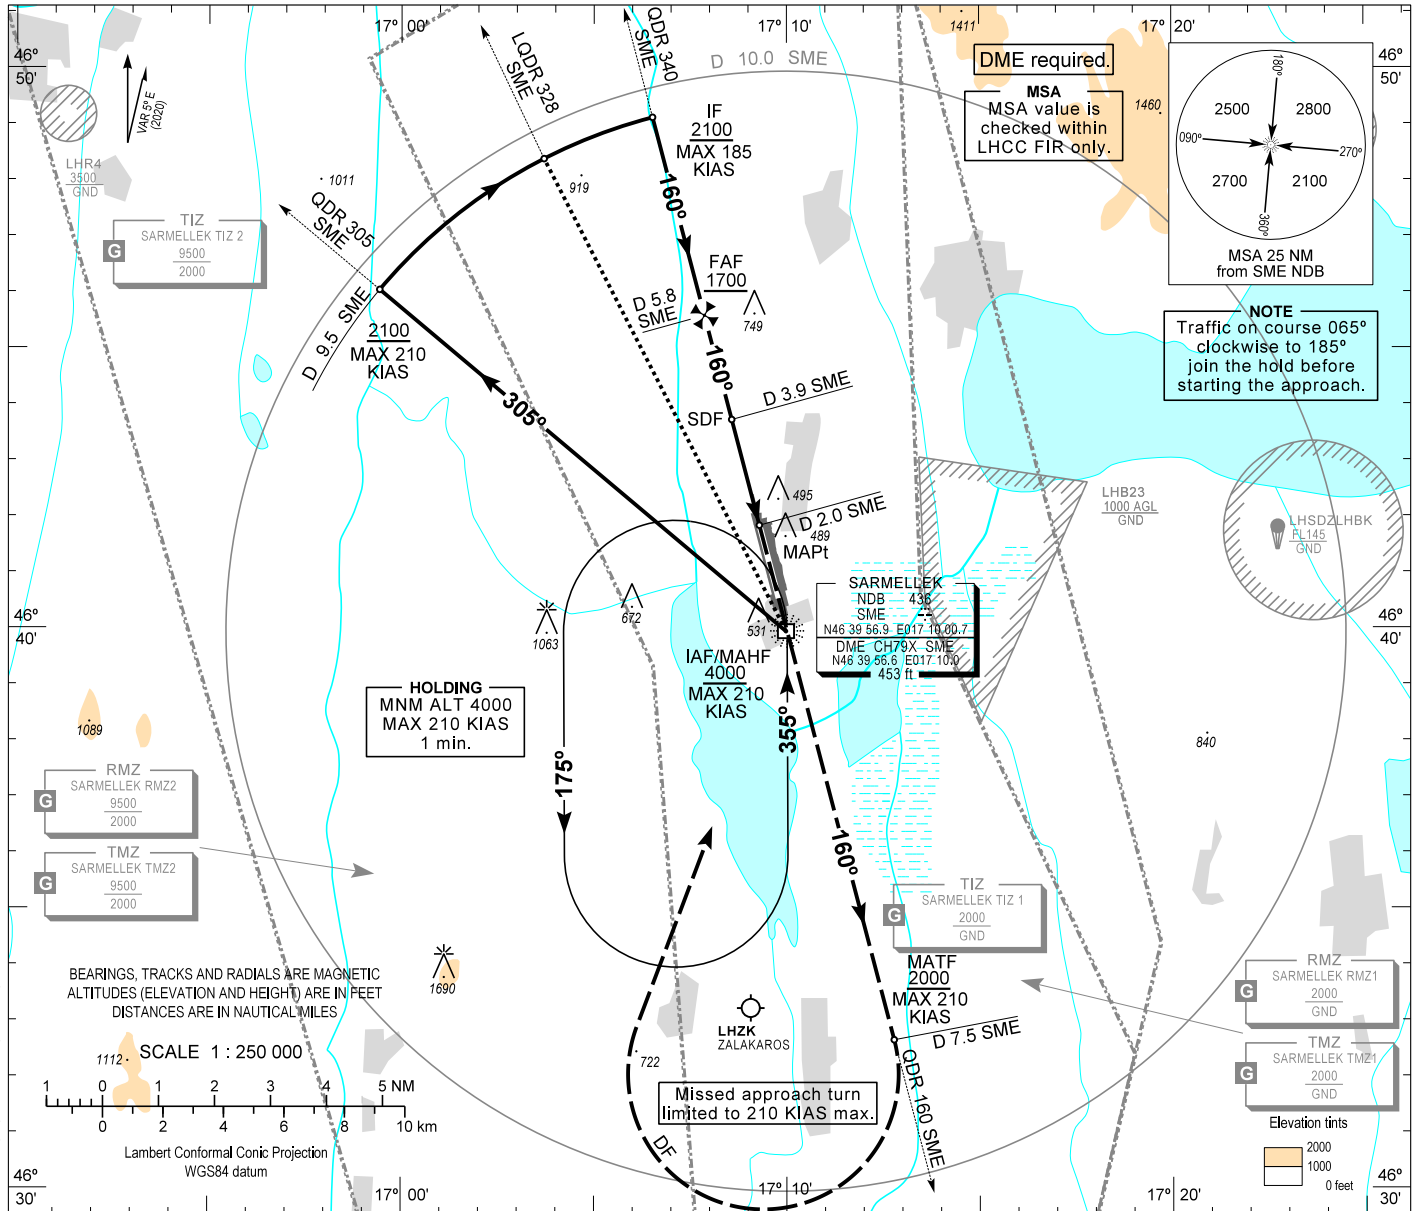 17° 00'
17° 10'
17° 20'
46°
50'
46°
50'
VAR 5° E
(2020)
LHR4
3500
GND
1011
TIZ
SARMELLEK TIZ 2
9500
2000
G
QDR 305
SME
LQDR 328
SME
QDR 340
SME
D 10.0 SME
IF
2100
MAX 185
KIAS
919
160°
FAF
1700
D 5.8
SME
749
D 9.5 SME
2100
MAX 210
KIAS
305°
160°
D 3.9 SME
SDF
495
D 2.0 SME
489
MAPt
1411
1460
DME required.
MSA
MSA value is
checked within
LHCC FIR only.
180°
2500
2800
090°
270°
2700
2100
360°
MSA 25 NM
from SME NDB
NOTE
Traffic on course 065°
clockwise to 185°
join the hold before
starting the approach.
LHB23
1000 AGL
GND
LHSDZLHBK
FL145
GND
SARMELLEK
NDB 436
SME
N46 39 56.9 E017 10 00.7
DME CH79X SME
N46 39 56.6 E017 10.0
453 ft
46°
40'
46°
40'
1063
672
531
IAF/MAHF
4000
MAX 210
KIAS
HOLDING
MNM ALT 4000
MAX 210 KIAS
1 min.
175°
355°
1089
840
RMZ
SARMELLEK RMZ2
9500
2000
G
TMZ
SARMELLEK TMZ2
9500
2000
G
160°
TIZ
SARMELLEK TIZ 1
2000
GND
G
1690
BEARINGS, TRACKS AND RADIALS ARE MAGNETIC
ALTITUDES (ELEVATION AND HEIGHT) ARE IN FEET
DISTANCES ARE IN NAUTICAL MILES
MATF
2000
MAX 210
KIAS
D 7.5 SME
RMZ
SARMELLEK RMZ1
2000
GND
G
TMZ
SARMELLEK TMZ1
2000
GND
G
LHZK
ZALAKAROS
722
1112
SCALE 1 : 250 000
1 0 1 2 3 4 5 NM
0 2 4 6 8 10 km
Lambert Conformal Conic Projection
WGS84 datum
Missed approach turn
limited to 210 KIAS max.
DF
QDR 160 SME
Elevation tints
2000
1000
0 feet
46°
30'
46°
30'
17° 00'
17° 10'
17° 20'